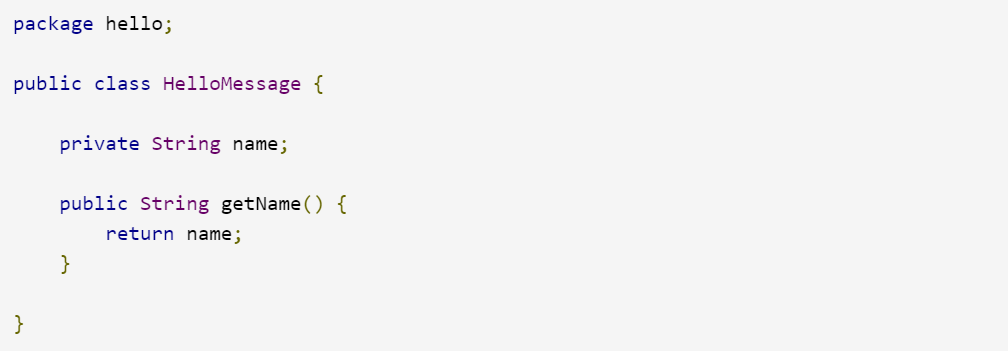 package hello;
public class HelloMessage {
    private String name;
    public String getName() {
        return name;
    }
}